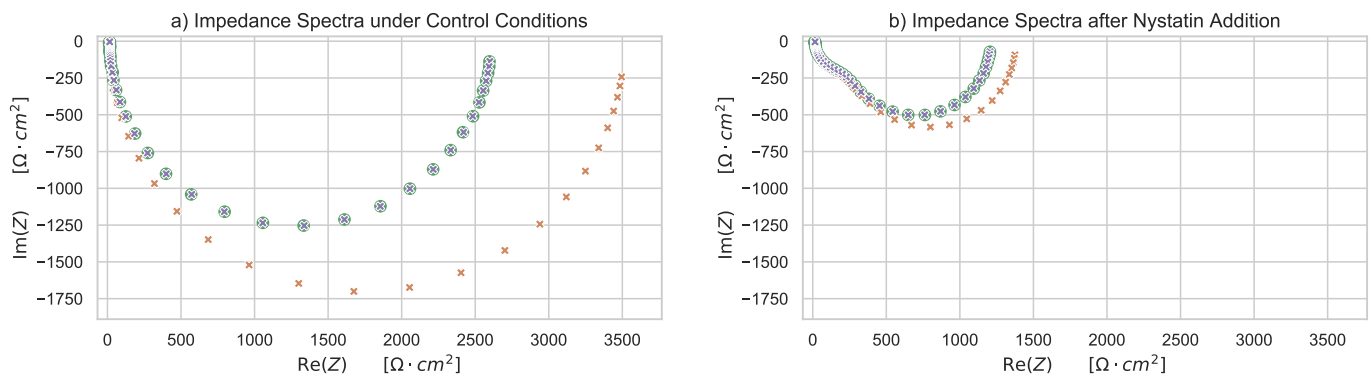 a) Impedance Spectra under Control Conditions
0
−250
−500
−750
−1000
−1250
−1500
−1750
Im(Z) [Ω · cm²]
0 500 1000 1500 2000 2500 3000 3500
Re(Z) [Ω · cm²]
b) Impedance Spectra after Nystatin Addition
0
−250
−500
−750
−1000
−1250
−1500
−1750
Im(Z) [Ω · cm²]
0 500 1000 1500 2000 2500 3000 3500
Re(Z) [Ω · cm²]